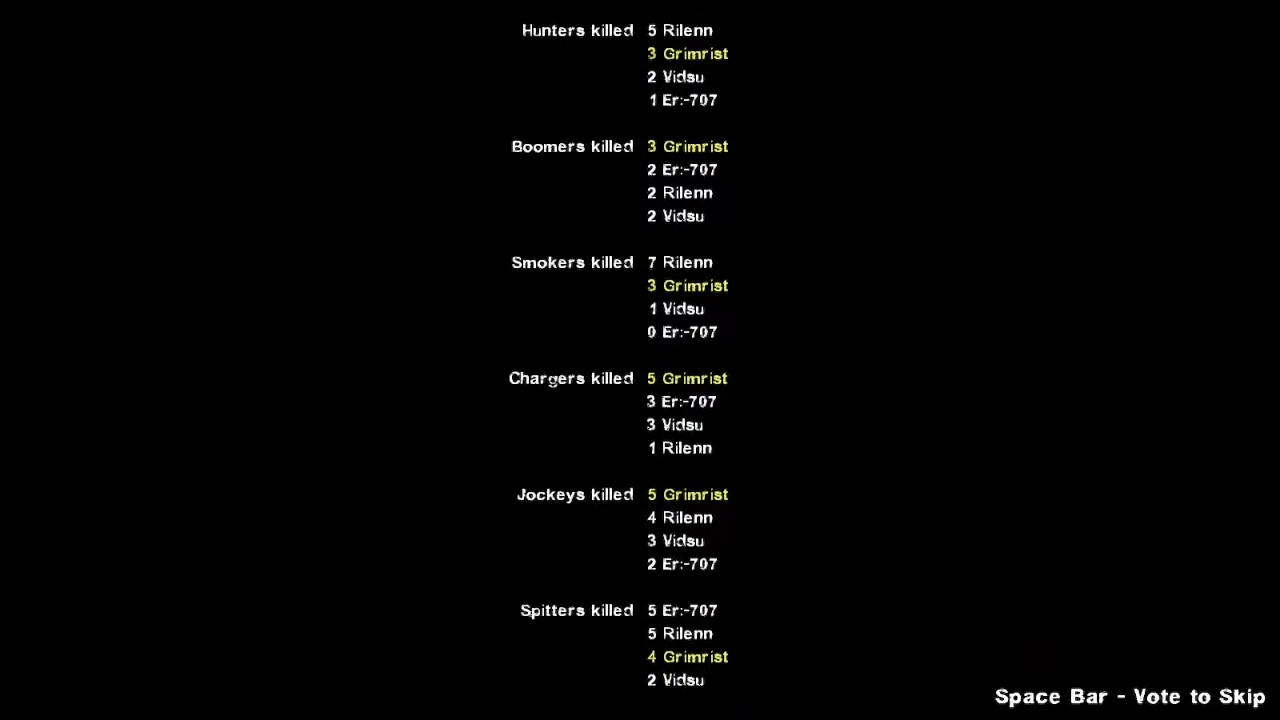 Hunters killed 5 Rilenn
3 Grimrist
2 Vidsu
1 Er:-707
Boomers killed 3 Grimrist
2 Er:-707
2 Rilenn
2 Vidsu
Smokers killed 7 Rilenn
3 Grimrist
1 Vidsu
0 Er:-707
Chargers killed 5 Grimrist
3 Er:-707
3 Vidsu
1 Rilenn
Jockeys killed 5 Grimrist
4 Rilenn
3 Vidsu
2 Er:-707
Spitters killed 5 Er:-707
5 Rilenn
4 Grimrist
2 Vidsu
Space Bar - Vote to Skip